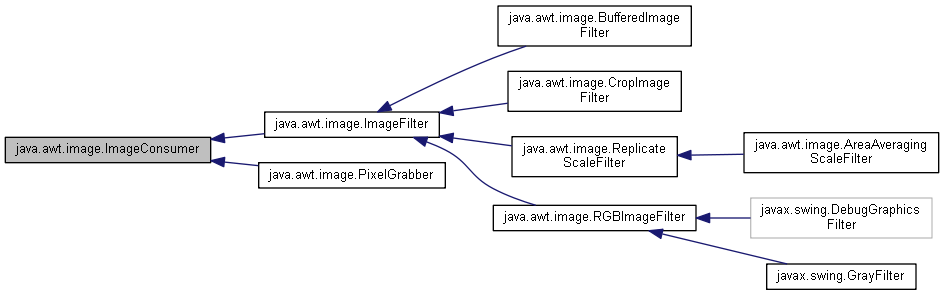 java.awt.image.BufferedImage
Filter
java.awt.image.CropImage
Filter
java.awt.image.ImageFilter
java.awt.image.ImageConsumer
java.awt.image.Replicate
ScaleFilter
java.awt.image.AreaAveraging
ScaleFilter
java.awt.image.PixelGrabber
java.awt.image.RGBImageFilter
javax.swing.DebugGraphics
Filter
javax.swing.GrayFilter